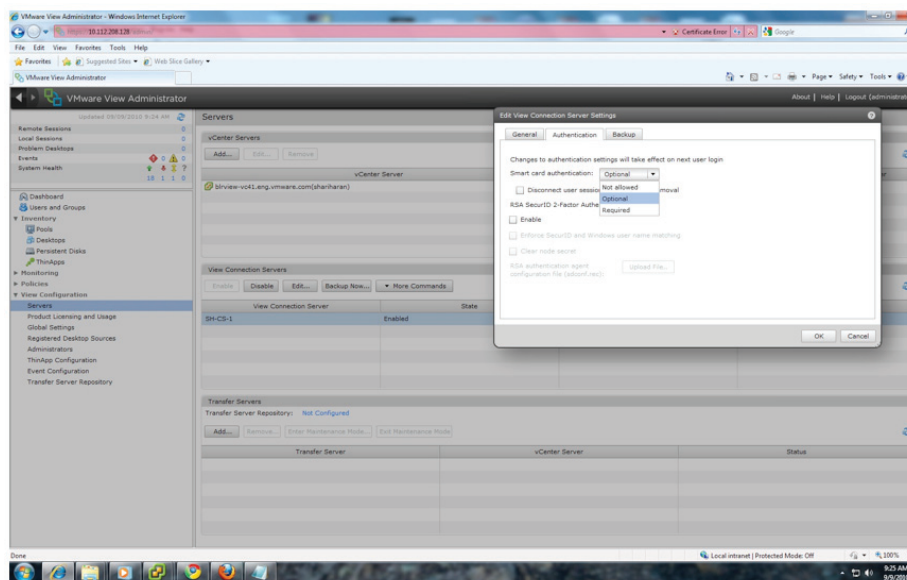 VMware View Administrator - Windows Internet Explorer
10.112.208.128
Certificate Error
Google
File Edit View Favorites Tools Help
Favorites Suggested Sites Web Slice Gallery
VMware View Administrator
Page Safety Tools
VMware View Administrator
About | Help | Logout (administrat
Updated 09/09/2010 9:24 AM
Remote Sessions 0
Local Sessions 0
Problem Desktops 0
Events 0 0
System Health
18 1 1 0
Dashboard
Users and Groups
Inventory
Pools
Desktops
Persistent Disks
ThinApps
Monitoring
Policies
View Configuration
Servers
Product Licensing and Usage
Global Settings
Registered Desktop Sources
Administrators
ThinApp Configuration
Event Configuration
Transfer Server Repository
Servers
vCenter Servers
Add... Edit... Remove
vCenter Server
blrview-vc41.eng.vmware.com(shariharan)
View Connection Servers
Enable Disable Edit... Backup Now... More Commands
View Connection Server State
SH-CS-1 Enabled
Transfer Servers
Transfer Server Repository: Not Configured
Add... Remove... Enter Maintenance Mode... Exit Maintenance Mode
Transfer Server vCenter Server Status
Edit View Connection Server Settings
General Authentication Backup
Changes to authentication settings will take effect on next user login
Smart card authentication: Optional
Not allowed
Optional
Required
Disconnect user sessio moval
RSA SecurID 2-Factor Authe
Enable
Enforce SecurID and Windows user name matching
Clear node secret
RSA authentication agent
configuration file (sdconf.rec): Upload File...
OK Cancel
Done
Local intranet | Protected Mode: Off
100%
9:25 AM